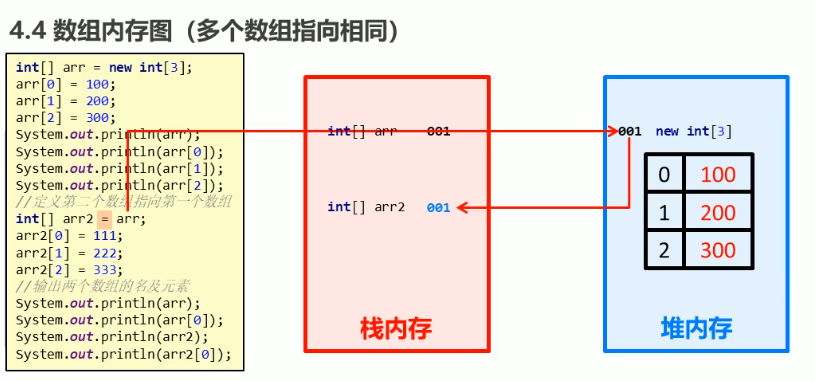 4.4 数组内存图（多个数组指向相同）
int[] arr = new int[3];
arr[0] = 100;
arr[1] = 200;
arr[2] = 300;
System.out.println(arr);
System.out.println(arr[0]);
System.out.println(arr[1]);
System.out.println(arr[2]);
//定义第二个数组指向第一个数组
int[] arr2 = arr;
arr2[0] = 111;
arr2[1] = 222;
arr2[2] = 333;
//输出两个数组的名及元素
System.out.println(arr);
System.out.println(arr[0]);
System.out.println(arr2);
System.out.println(arr2[0]);
int[] arr 001
int[] arr2 001
栈内存
001 new int[3]
0 100
1 200
2 300
堆内存